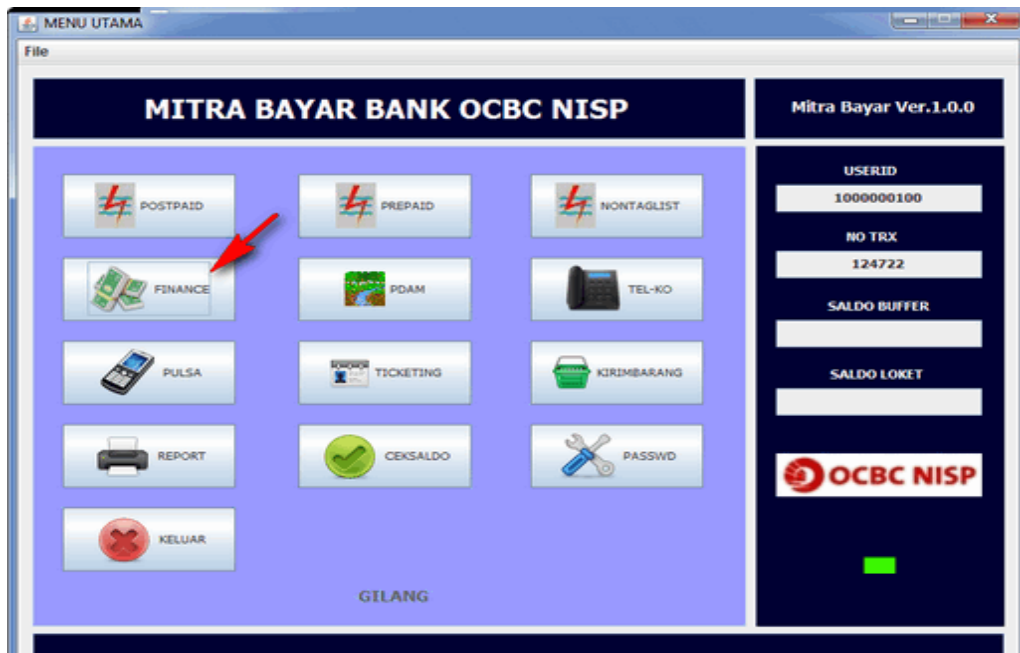 MENU UTAMA
File
MITRA BAYAR BANK OCBC NISP
Mitra Bayar Ver.1.0.0
POSTPAID
PREPAID
NONTAGLIST
FINANCE
PDAM
TEL-KO
PULSA
TICKETING
KIRIMBARANG
REPORT
CEKSALDO
PASSWD
KELUAR
GILANG
USERID
1000000100
NO TRX
124722
SALDO BUFFER
SALDO LOKET
OCBC NISP